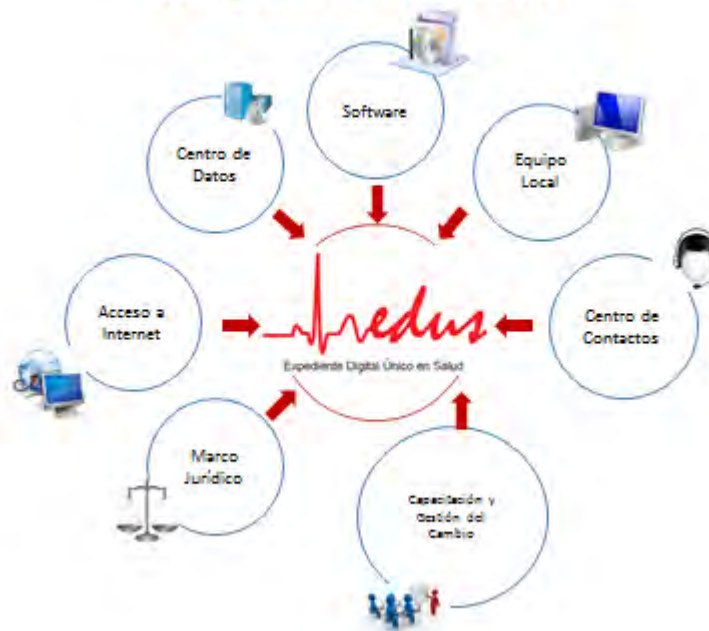 Software
Centro de
Datos
Equipo
Local
Acceso a
Internet
edus
Expediente Digital Único en Salud
Centro de
Contactos
Marco
Jurídico
Capacitación y
Gestión del
Cambio